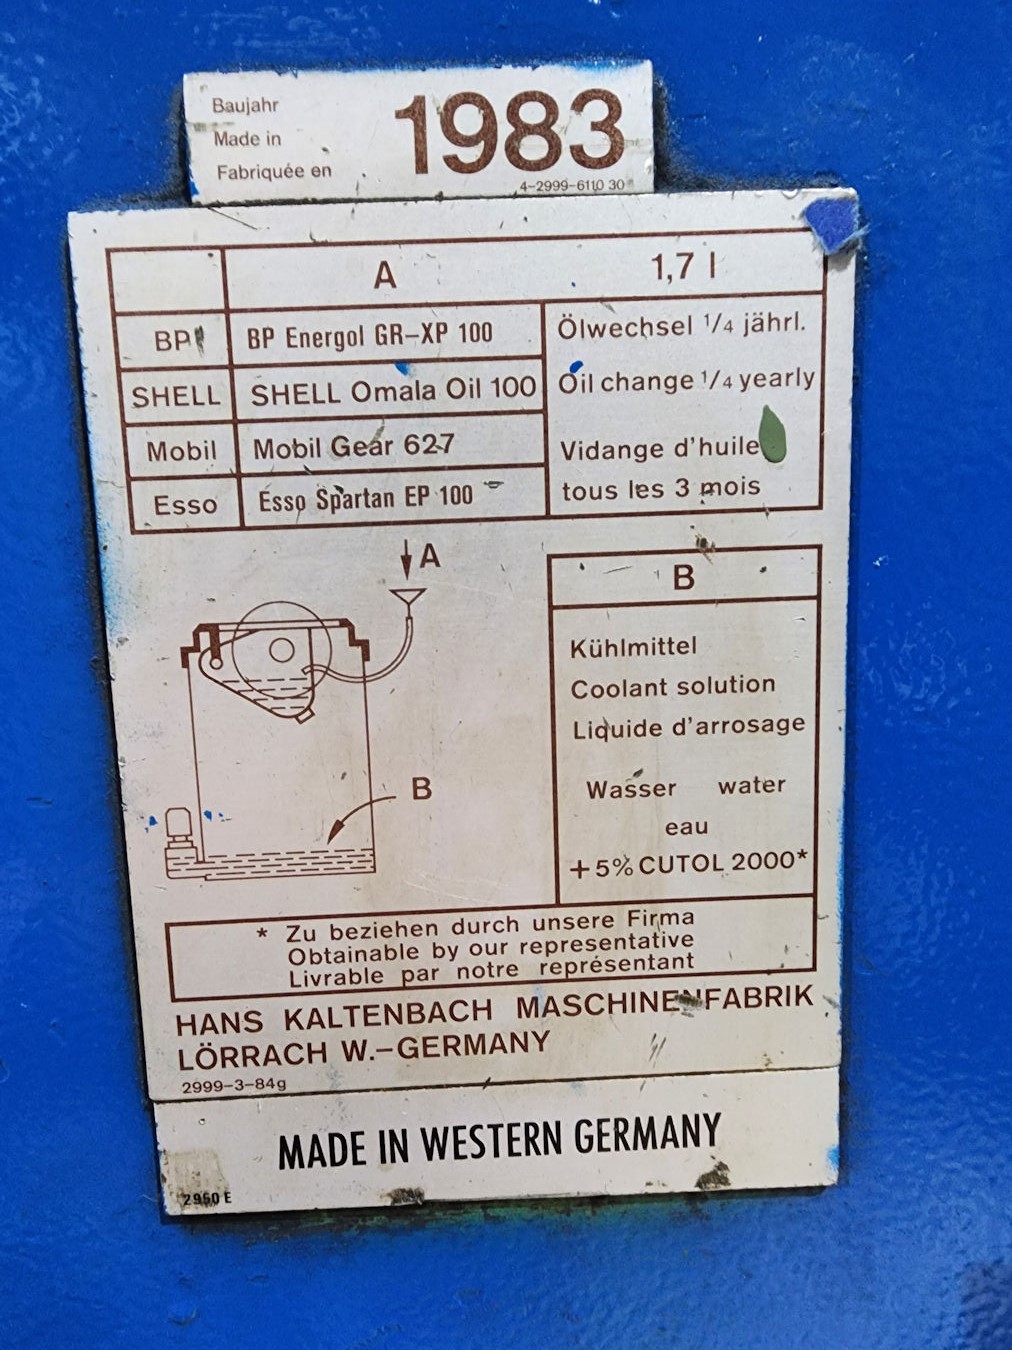 Baujahr
Made in
Fabriquée en
1983
4-2999-6110 30
A 1,7 l
BP BP Energol GR-XP 100
SHELL SHELL Omala Oil 100
Mobil Mobil Gear 627
Esso Esso Spartan EP 100
Ölwechsel 1/4 jährl.
Oil change 1/4 yearly
Vidange d'huile
tous les 3 mois
A
B
B
Kühlmittel
Coolant solution
Liquide d'arrosage
Wasser water
eau
+5% CUTOL 2000*
* Zu beziehen durch unsere Firma
Obtainable by our representative
Livrable par notre représentant
HANS KALTENBACH MASCHINENFABRIK
LÖRRACH W.-GERMANY
2999-3-84g
MADE IN WESTERN GERMANY
2960 E